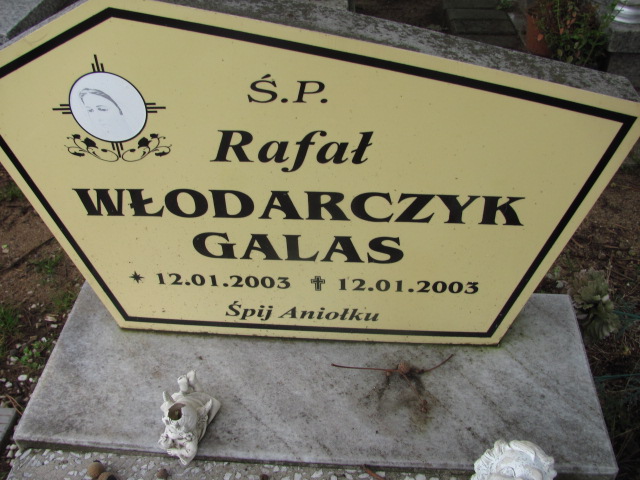 Ś.P.
Rafał
WŁODARCZYK
GALAS
* 12.01.2003 ✝ 12.01.2003
Śpij Aniołku